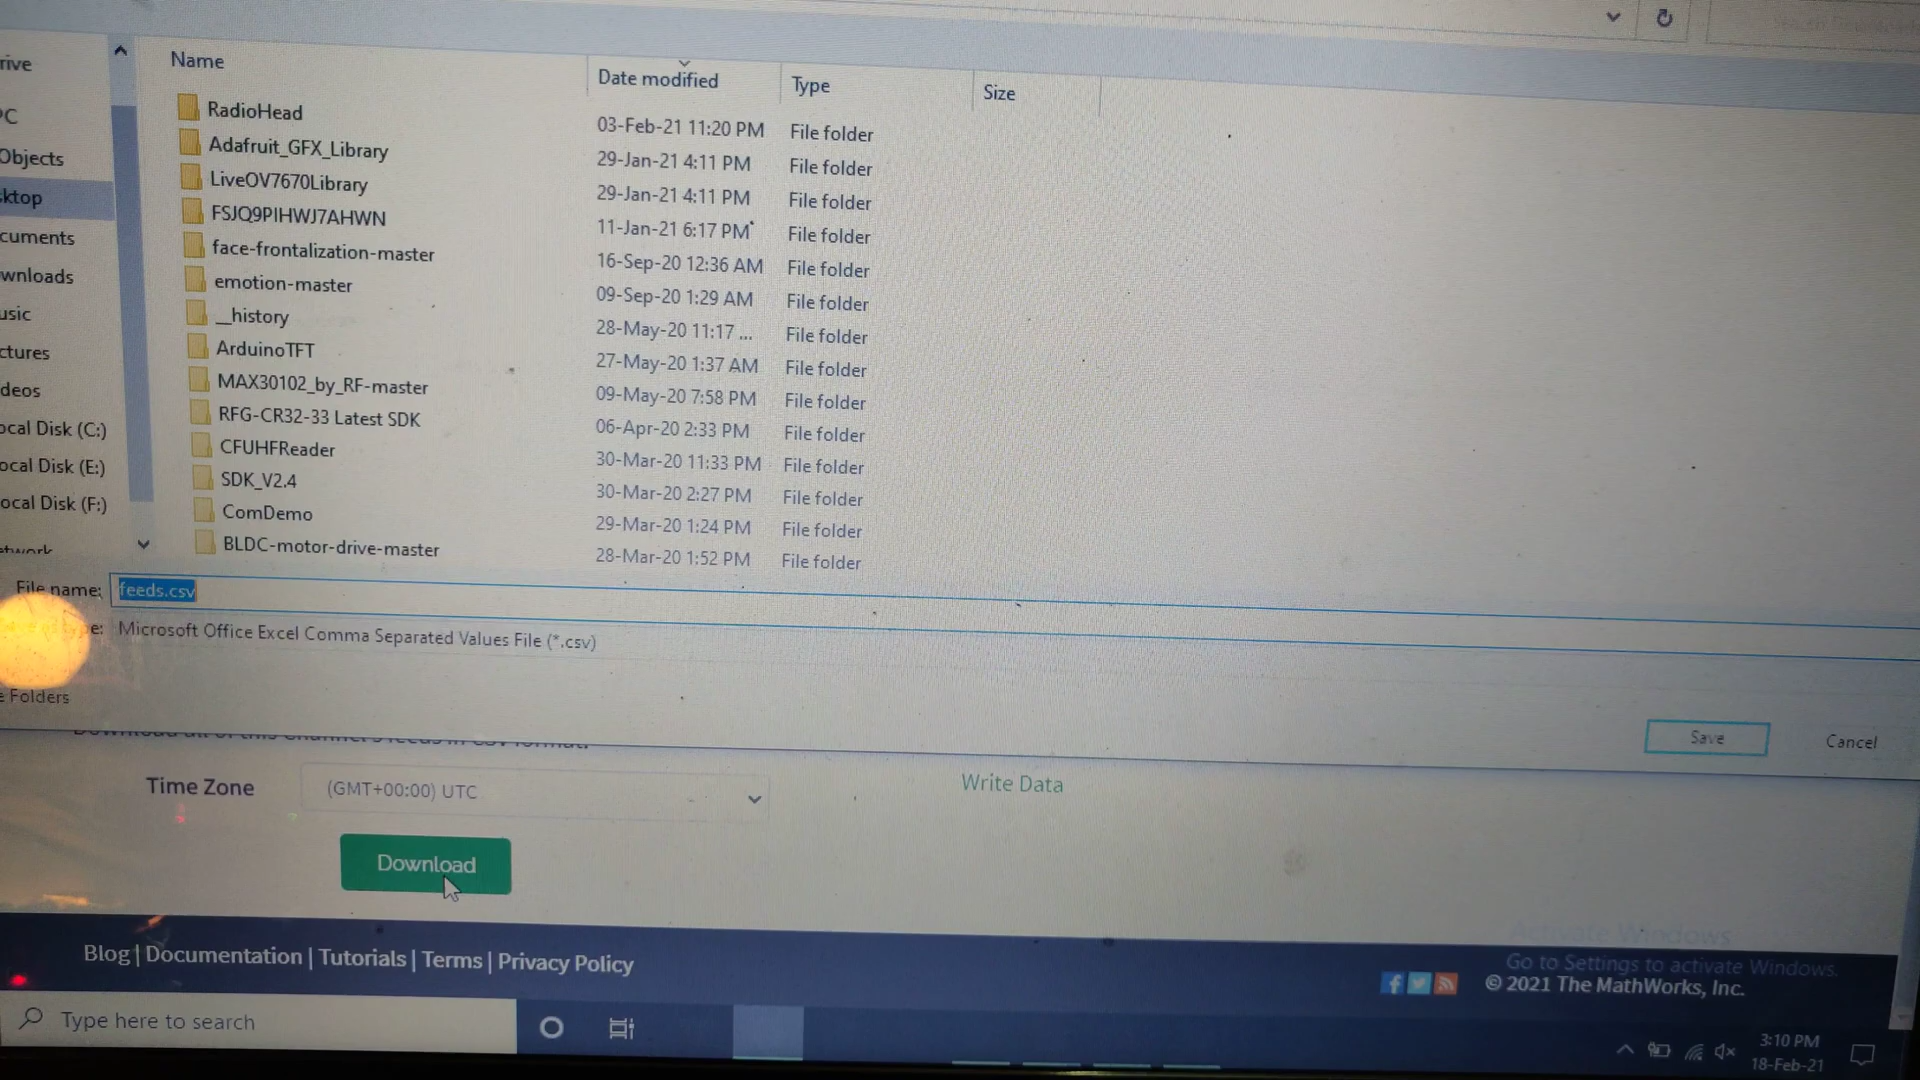 Name Date modified Type Size
RadioHead 03-Feb-21 11:20 PM File folder
Adafruit_GFX_Library 29-Jan-21 4:11 PM File folder
LiveOV7670Library 29-Jan-21 4:11 PM File folder
FSJQ9PIHWJ7AHWN 11-Jan-21 6:17 PM File folder
face-frontalization-master 16-Sep-20 12:36 AM File folder
emotion-master 09-Sep-20 1:29 AM File folder
__history 28-May-20 11:17 ... File folder
ArduinoTFT 27-May-20 1:37 AM File folder
MAX30102_by_RF-master 09-May-20 7:58 PM File folder
RFG-CR32-33 Latest SDK 06-Apr-20 2:33 PM File folder
CFUHFReader 30-Mar-20 11:33 PM File folder
SDK_V2.4 30-Mar-20 2:27 PM File folder
ComDemo 29-Mar-20 1:24 PM File folder
BLDC-motor-drive-master 28-Mar-20 1:52 PM File folder
rive
PC
Objects
ktop
cuments
wnloads
usic
ctures
deos
ocal Disk (C:)
ocal Disk (E:)
ocal Disk (F:)
twork
File name: feeds.csv
pe: Microsoft Office Excel Comma Separated Values File (*.csv)
e Folders
Save Cancel
Time Zone (GMT+00:00) UTC Write Data
Download
Blog | Documentation | Tutorials | Terms | Privacy Policy
Activate Windows
Go to Settings to activate Windows.
© 2021 The MathWorks, Inc.
Type here to search
3:10 PM
18-Feb-21